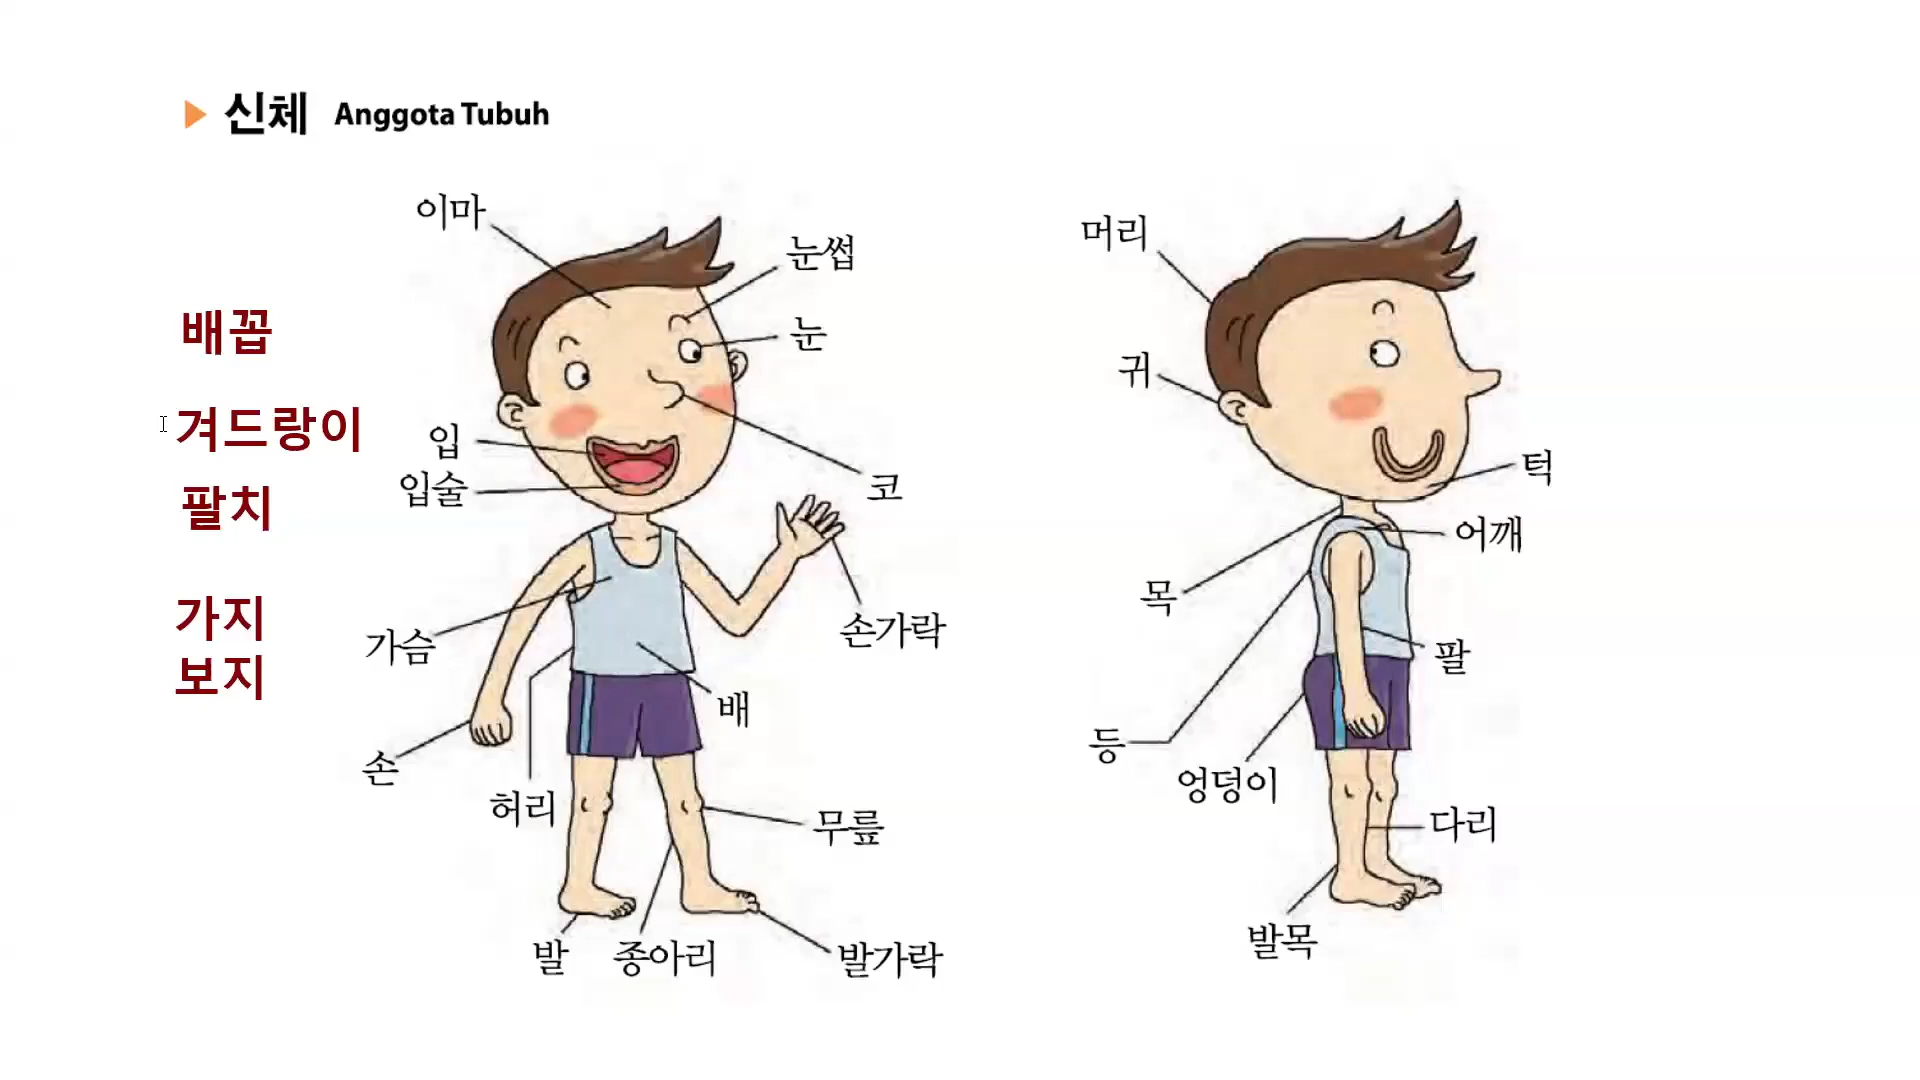 신체 Anggota Tubuh
이마
눈썹
눈
배꼽
겨드랑이
입
입술
팔치
코
가지
보지
가슴
손가락
배
손
허리
무릎
발
종아리
발가락
머리
귀
턱
어깨
목
팔
등
엉덩이
다리
발목